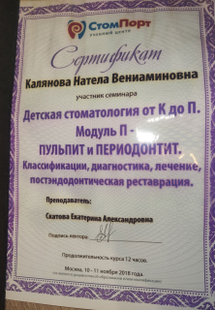 СтомПорт
УЧЕБНЫЙ ЦЕНТР
Сертификат
Калянова Натела Вениаминовна
участник семинара
Детская стоматология от К до П.
Модуль П -
ПУЛЬПИТ и ПЕРИОДОНТИТ.
Классификации, диагностика, лечение,
постэндодонтическая реставрация.
Преподаватель:
Скатова Екатерина Александровна
Подпись лектора
Продолжительность курса 12 часов.
Москва, 10 - 11 ноября 2018 года